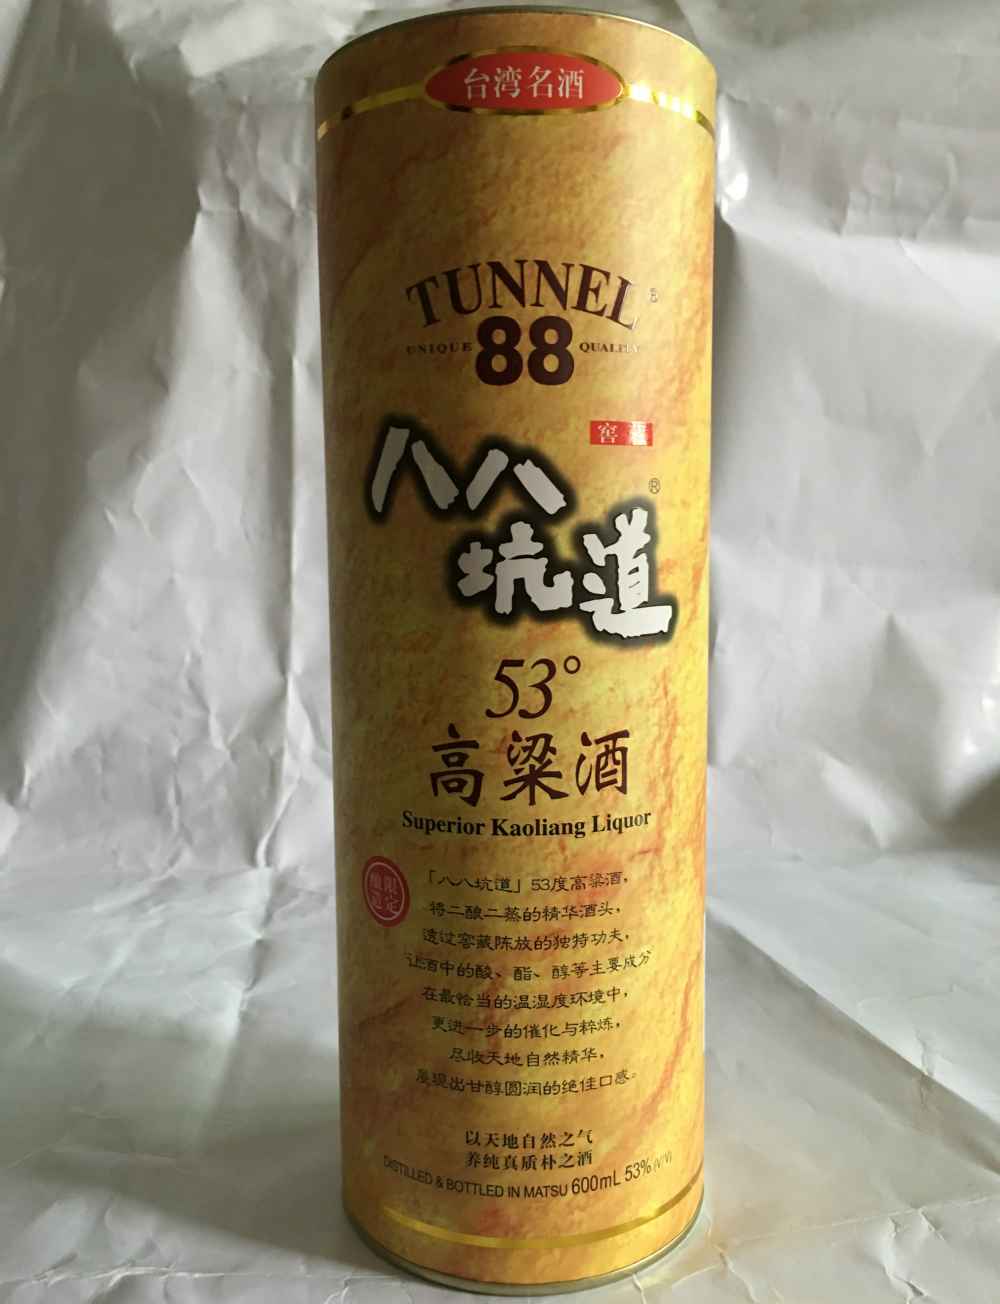 台湾名酒
TUNNEL ®
UNIQUE 88 QUALITY
窖藏
八八 ®
坑道
53°
高粱酒
Superior Kaoliang Liquor
限定
「八八坑道」53度高粱酒，
将二酿二蒸的精华酒头，
透过窖藏陈放的独特功夫，
让酒中的酸、酯、醇等主要成分
在最恰当的温湿度环境中，
更进一步的催化与粹炼，
尽收天地自然精华，
展现出甘醇圆润的绝佳口感。
以天地自然之气
养纯真质朴之酒
DISTILLED & BOTTLED IN MATSU 600mL 53% (V/V)